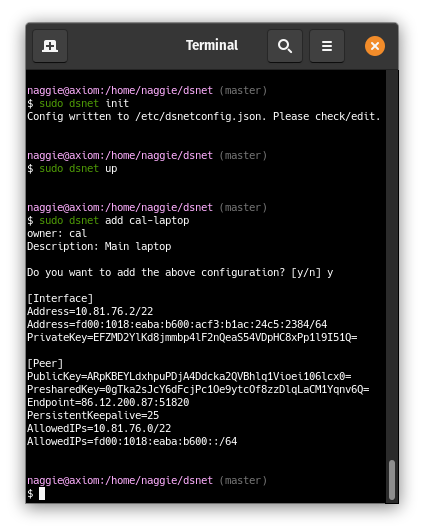 Terminal
naggie@axiom:/home/naggie/dsnet (master)
$ sudo dsnet init
Config written to /etc/dsnetconfig.json. Please check/edit.
naggie@axiom:/home/naggie/dsnet (master)
$ sudo dsnet up
naggie@axiom:/home/naggie/dsnet (master)
$ sudo dsnet add cal-laptop
owner: cal
Description: Main laptop
Do you want to add the above configuration? [y/n] y
[Interface]
Address=10.81.76.2/22
Address=fd00:1018:eaba:b600:acf3:b1ac:24c5:2384/64
PrivateKey=EFZMD2YlKd8jmmbp4lF2nQeaS54VDpHC8xPp1l9I51Q=
[Peer]
PublicKey=ARpKBEYLdxhpuPDjA4Ddcka2QVBhlq1Vioei106lcx0=
PresharedKey=0gTka2sJcY6dFcjPc1Oe9ytcOf8zzDlqLaCM1Yqnv6Q=
Endpoint=86.12.200.87:51820
PersistentKeepalive=25
AllowedIPs=10.81.76.0/22
AllowedIPs=fd00:1018:eaba:b600::/64
naggie@axiom:/home/naggie/dsnet (master)
$